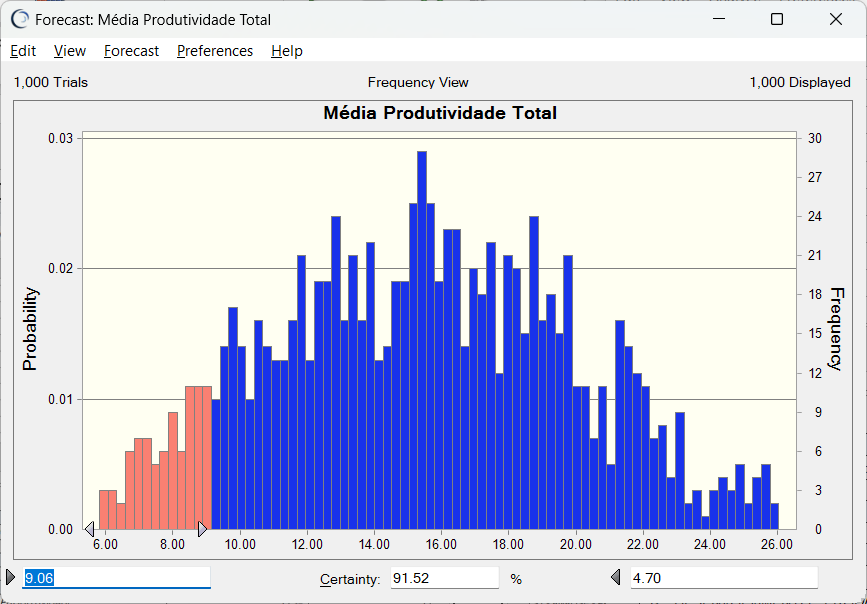 Forecast: Média Produtividade Total
Edit View Forecast Preferences Help
1,000 Trials Frequency View 1,000 Displayed
Média Produtividade Total
0.03
0.02
0.01
0.00
Probability
30
27
24
21
18
15
12
9
6
3
0
Frequency
6.00 8.00 10.00 12.00 14.00 16.00 18.00 20.00 22.00 24.00 26.00
9.06 Certainty: 91.52 % 4.70